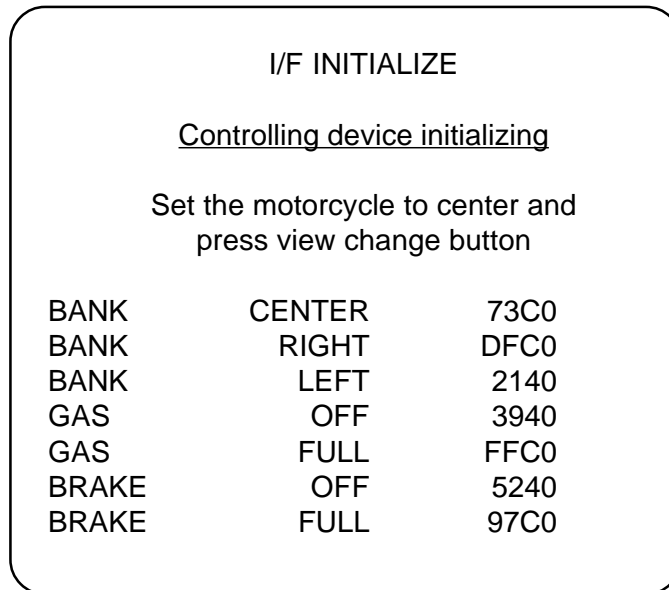 I/F INITIALIZE
Controlling device initializing
Set the motorcycle to center and
press view change button
BANK CENTER 73C0
BANK RIGHT DFC0
BANK LEFT 2140
GAS OFF 3940
GAS FULL FFC0
BRAKE OFF 5240
BRAKE FULL 97C0